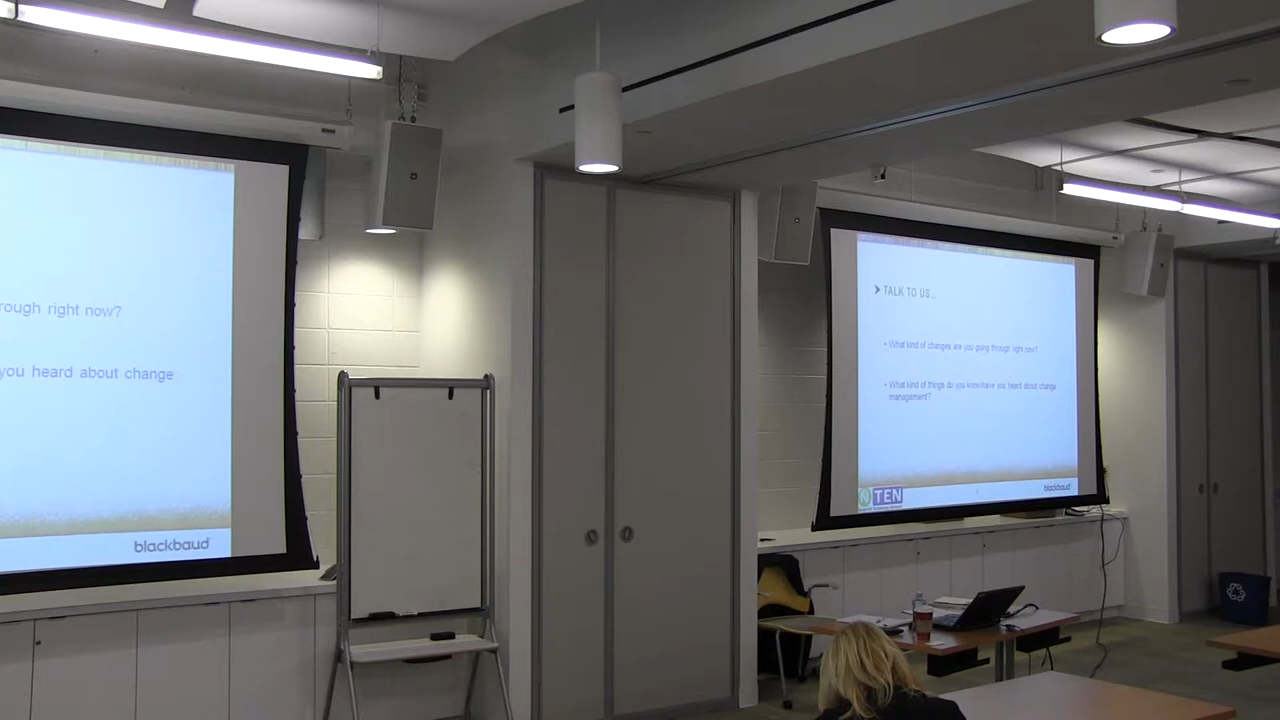 rough right now?
you heard about change
blackbaud
TALK TO US...
• What kind of changes are you going through right now?
• What kind of things do you know/have you heard about change
management?
N TEN
blackbaud